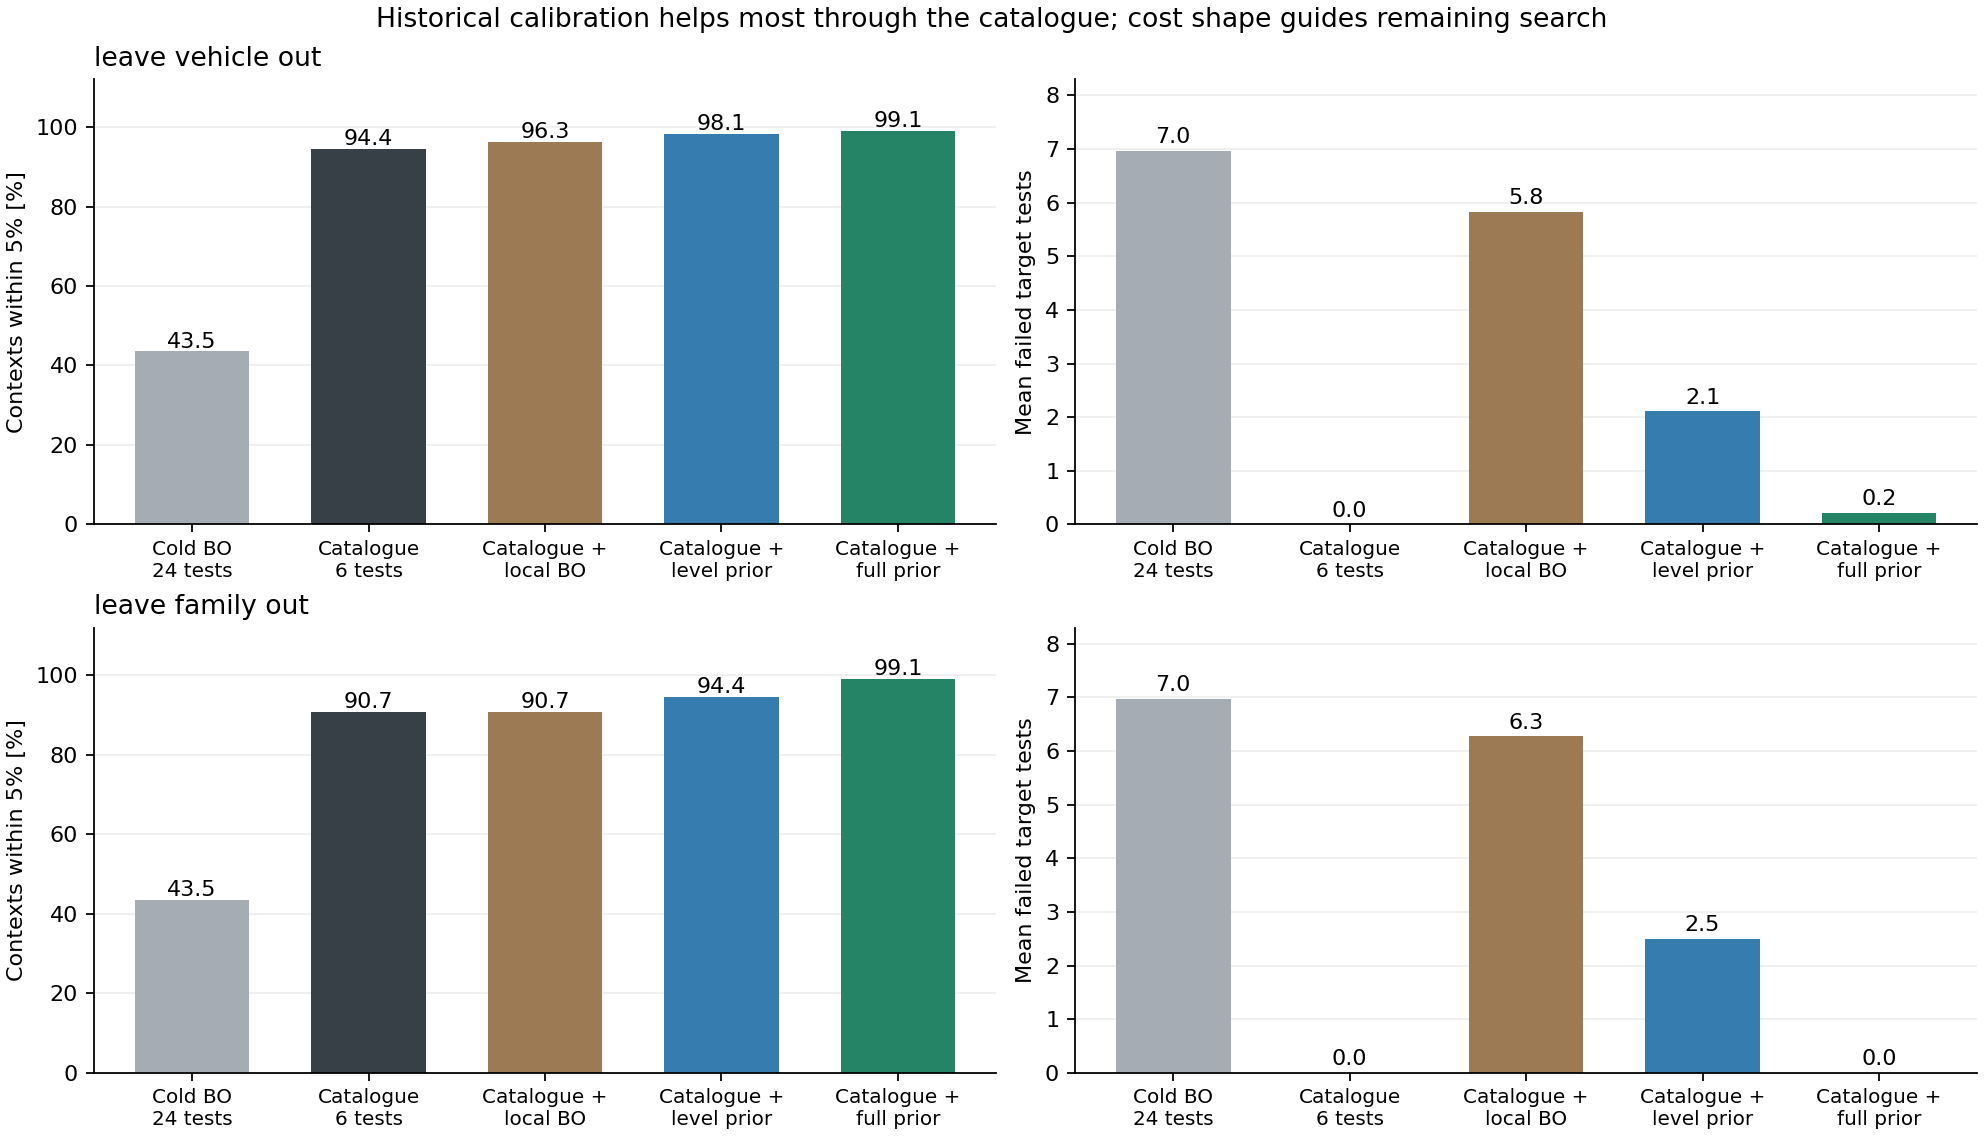 Historical calibration helps most through the catalogue; cost shape guides remaining search
leave vehicle out
Contexts within 5% [%]
100
80
60
40
20
0
43.5
94.4
96.3
98.1
99.1
Cold BO
24 tests
Catalogue
6 tests
Catalogue +
local BO
Catalogue +
level prior
Catalogue +
full prior
Mean failed target tests
8
7
6
5
4
3
2
1
0
7.0
0.0
5.8
2.1
0.2
Cold BO
24 tests
Catalogue
6 tests
Catalogue +
local BO
Catalogue +
level prior
Catalogue +
full prior
leave family out
Contexts within 5% [%]
100
80
60
40
20
0
43.5
90.7
90.7
94.4
99.1
Cold BO
24 tests
Catalogue
6 tests
Catalogue +
local BO
Catalogue +
level prior
Catalogue +
full prior
Mean failed target tests
8
7
6
5
4
3
2
1
0
7.0
0.0
6.3
2.5
0.0
Cold BO
24 tests
Catalogue
6 tests
Catalogue +
local BO
Catalogue +
level prior
Catalogue +
full prior